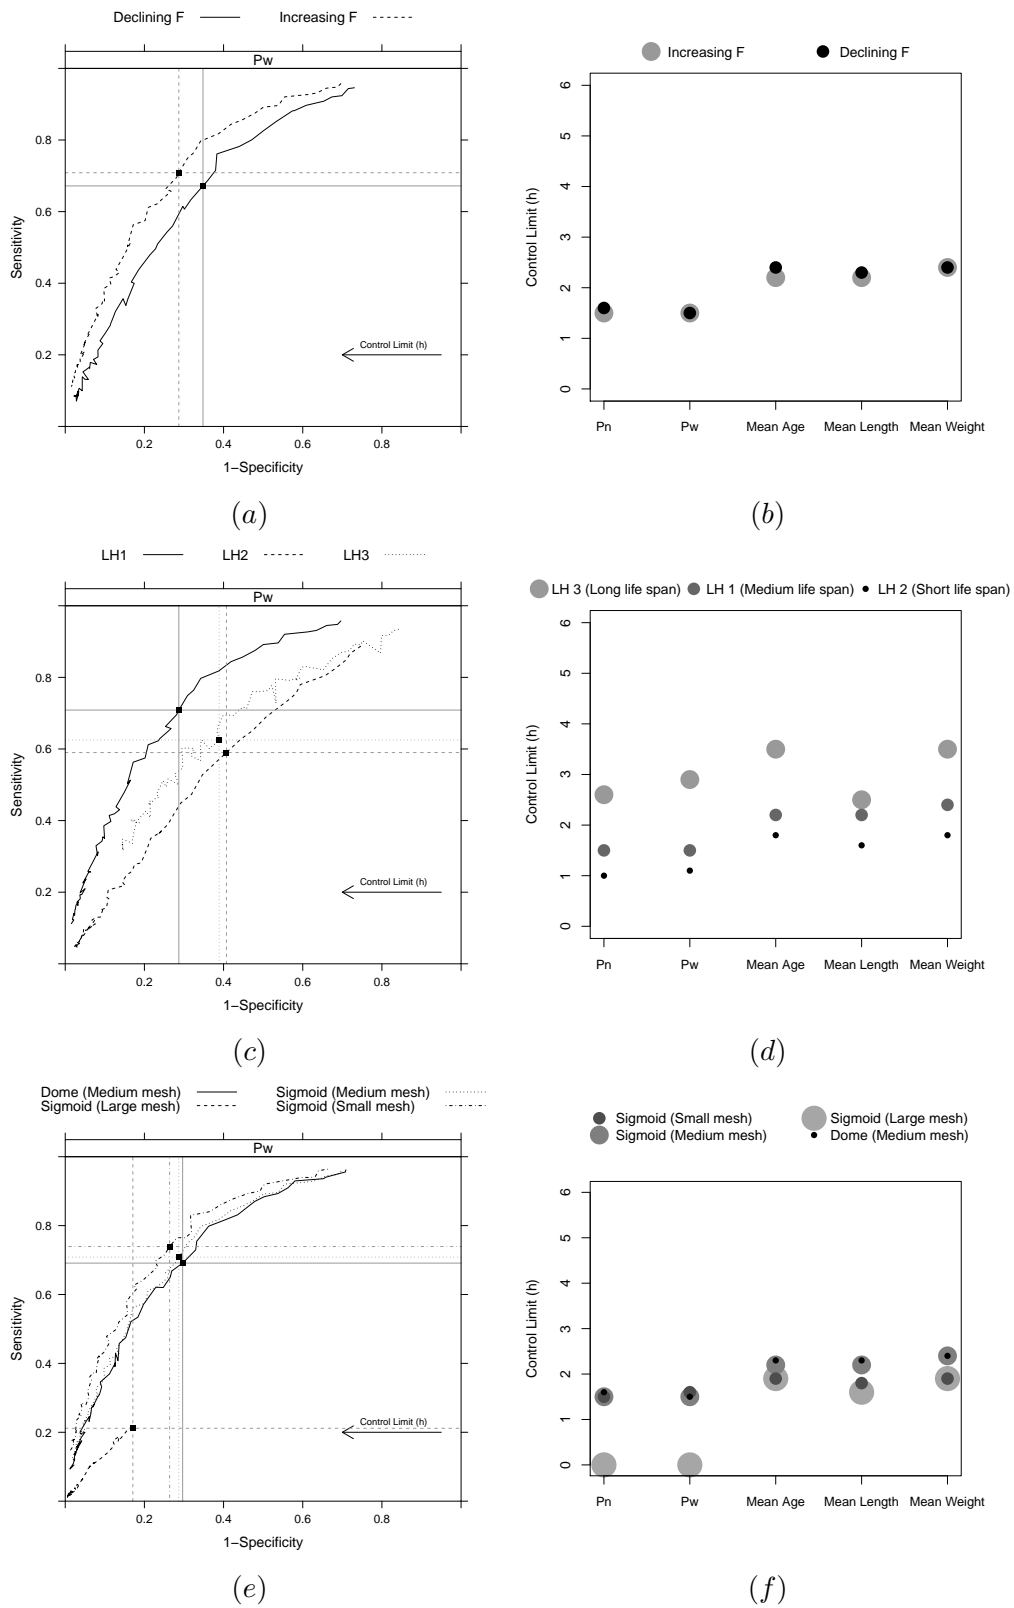 Declining F
Increasing F
Pw
0.8
0.6
0.4
0.2
Sensitivity
Control Limit (h)
0.2 0.4 0.6 0.8
1−Specificity
(a)
Increasing F
Declining F
6
5
4
3
2
1
0
Control Limit (h)
Pn Pw Mean Age Mean Length Mean Weight
(b)
LH1 LH2 LH3
Pw
0.8
0.6
0.4
0.2
Sensitivity
Control Limit (h)
0.2 0.4 0.6 0.8
1−Specificity
(c)
LH 3 (Long life span) LH 1 (Medium life span) LH 2 (Short life span)
6
5
4
3
2
1
0
Control Limit (h)
Pn Pw Mean Age Mean Length Mean Weight
(d)
Dome (Medium mesh) Sigmoid (Medium mesh)
Sigmoid (Large mesh) Sigmoid (Small mesh)
Pw
0.8
0.6
0.4
0.2
Sensitivity
Control Limit (h)
0.2 0.4 0.6 0.8
1−Specificity
(e)
Sigmoid (Small mesh) Sigmoid (Large mesh)
Sigmoid (Medium mesh) Dome (Medium mesh)
6
5
4
3
2
1
0
Control Limit (h)
Pn Pw Mean Age Mean Length Mean Weight
(f)